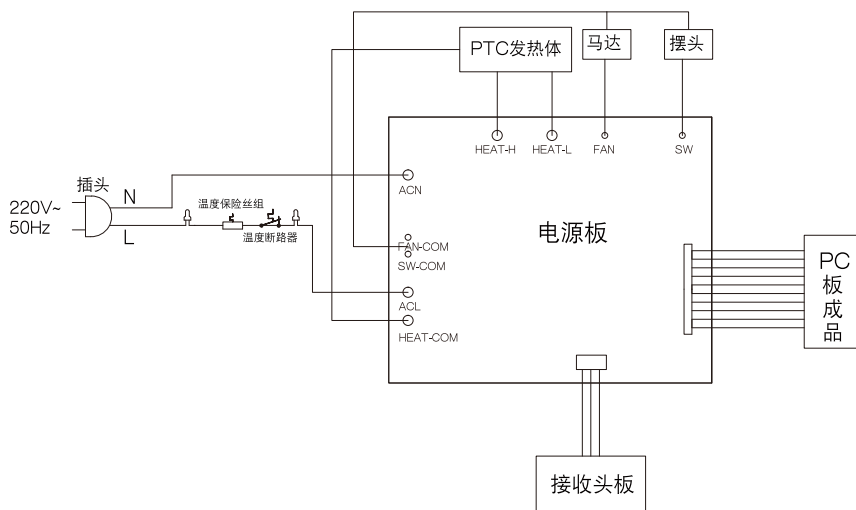 PTC发热体
马达
摆头
HEAT-H
HEAT-L
FAN
SW
插头
N
ACN
温度保险丝组
220V~
50Hz
L
温度断路器
FAN-COM
SW-COM
电源板
ACL
HEAT-COM
PC
板
成
品
接收头板